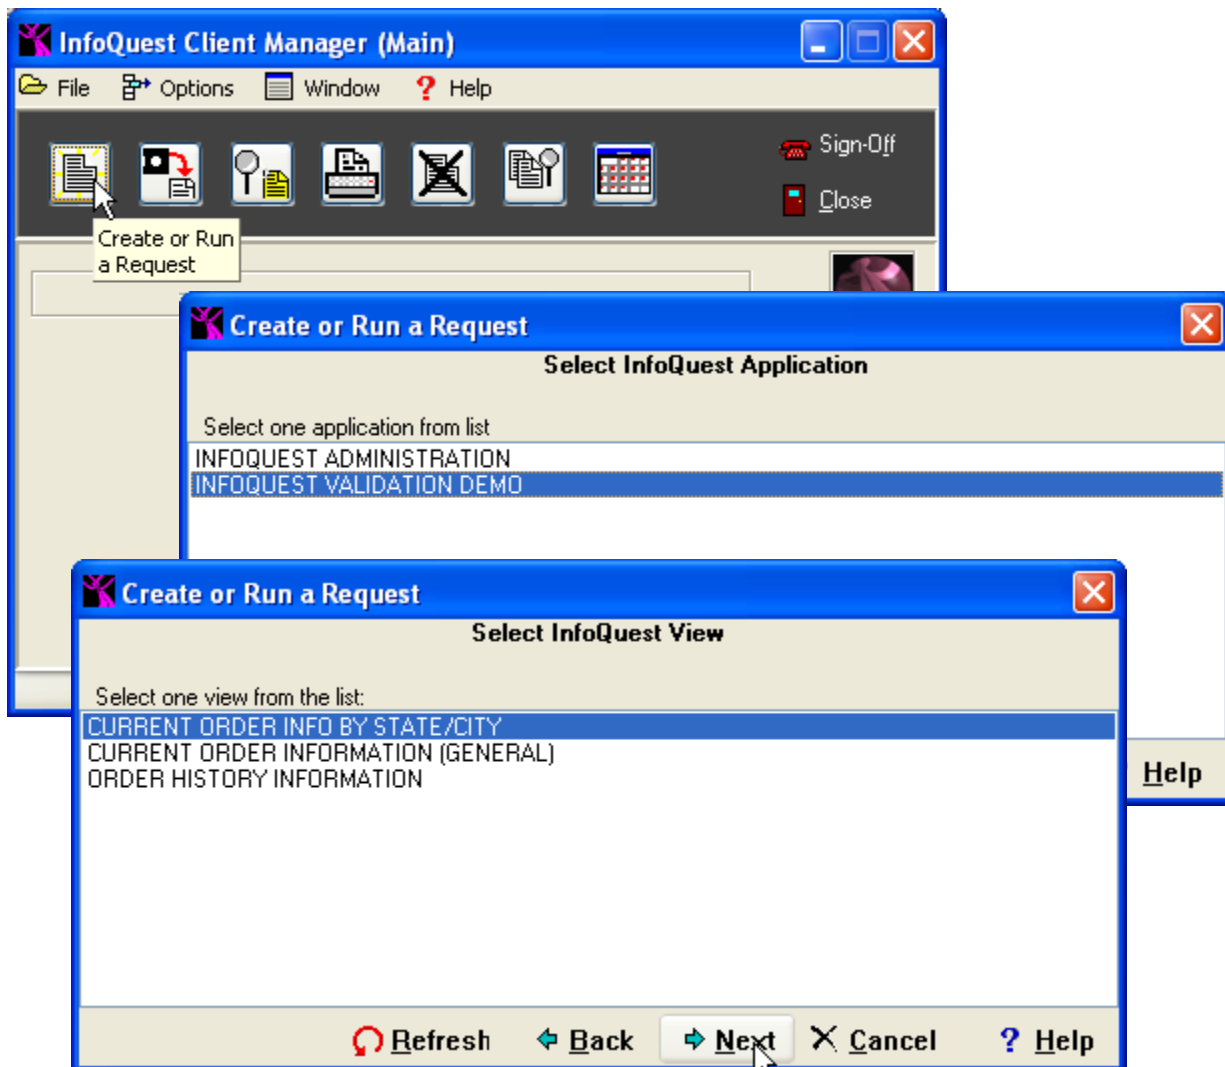 InfoQuest Client Manager (Main)
File Options Window ? Help
Sign-Off
Close
Create or Run
a Request
Create or Run a Request
Select InfoQuest Application
Select one application from list
INFOQUEST ADMINISTRATION
INFOQUEST VALIDATION DEMO
Help
Create or Run a Request
Select InfoQuest View
Select one view from the list:
CURRENT ORDER INFO BY STATE/CITY
CURRENT ORDER INFORMATION (GENERAL)
ORDER HISTORY INFORMATION
Refresh Back Next Cancel ? Help